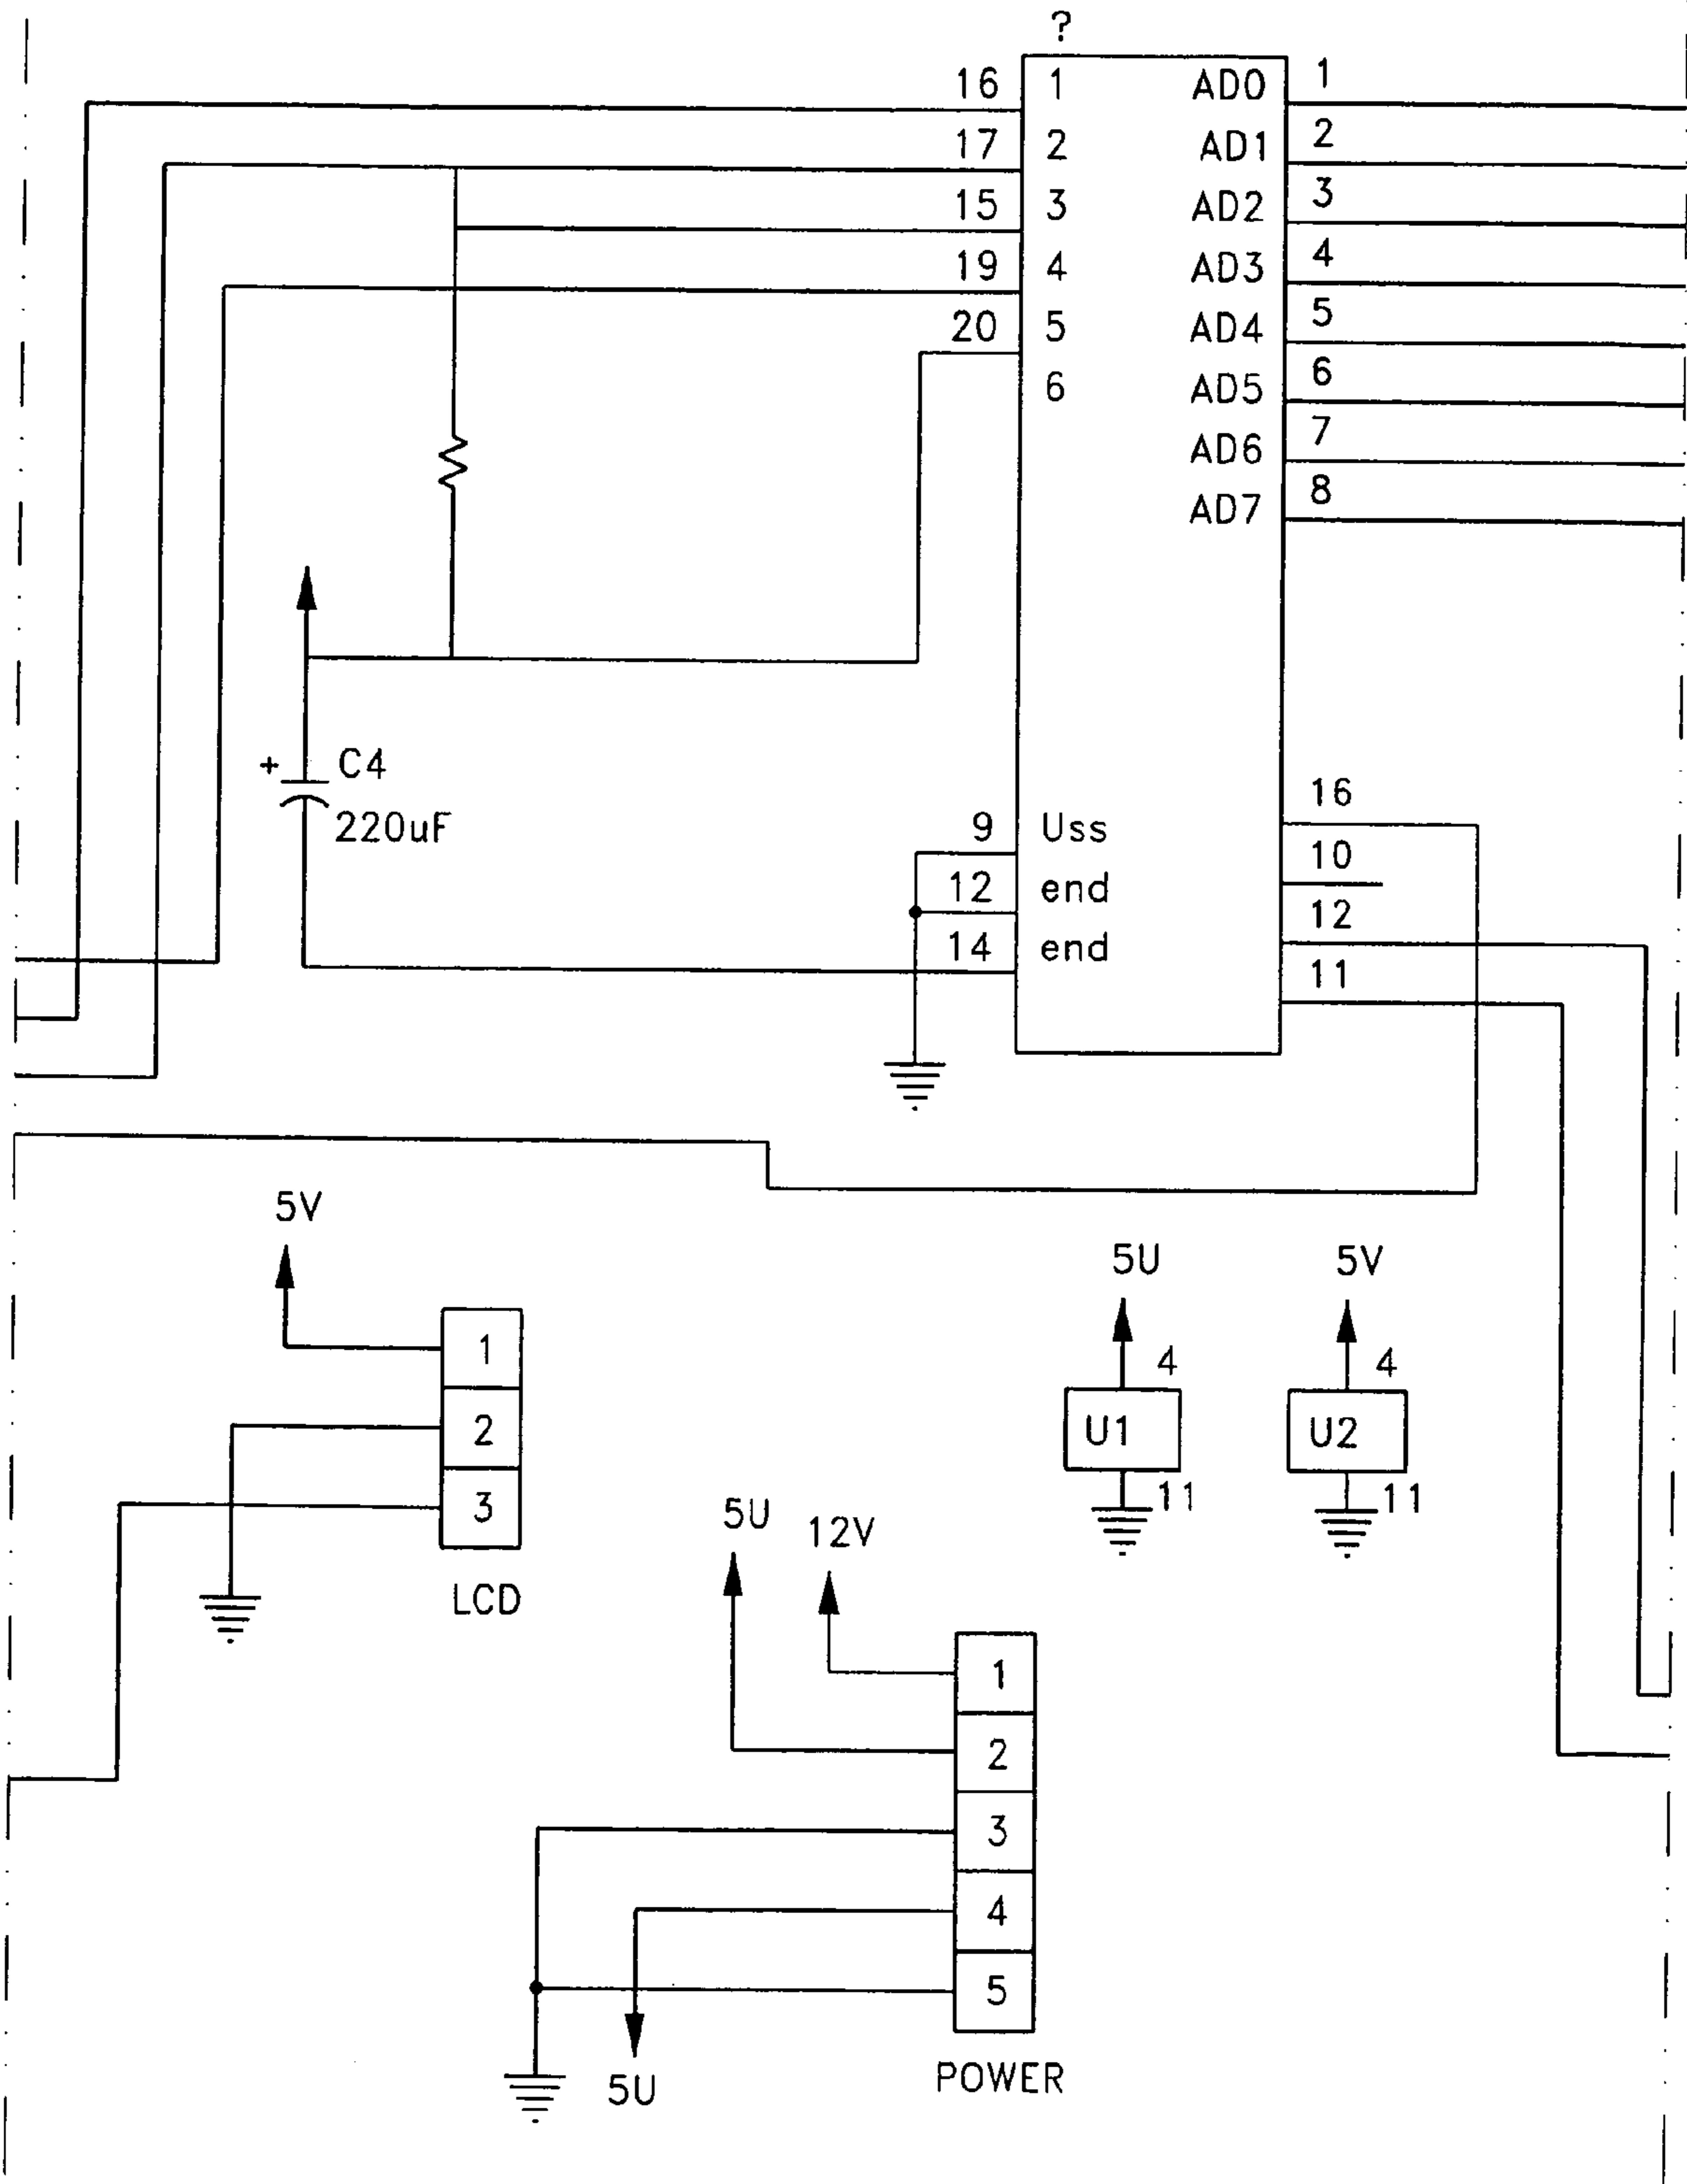 ?
16 1 AD0 1
17 2 AD1 2
15 3 AD2 3
19 4 AD3 4
20 5 AD4 5
6 AD5 6
AD6 7
AD7 8
+ C4
220uF
16
9 Uss
10
12 end
12
14 end
11
5V
1
2
3
LCD
5U
4
U1
11
5V
4
U2
11
5U
12V
1
2
3
4
5
5U
POWER